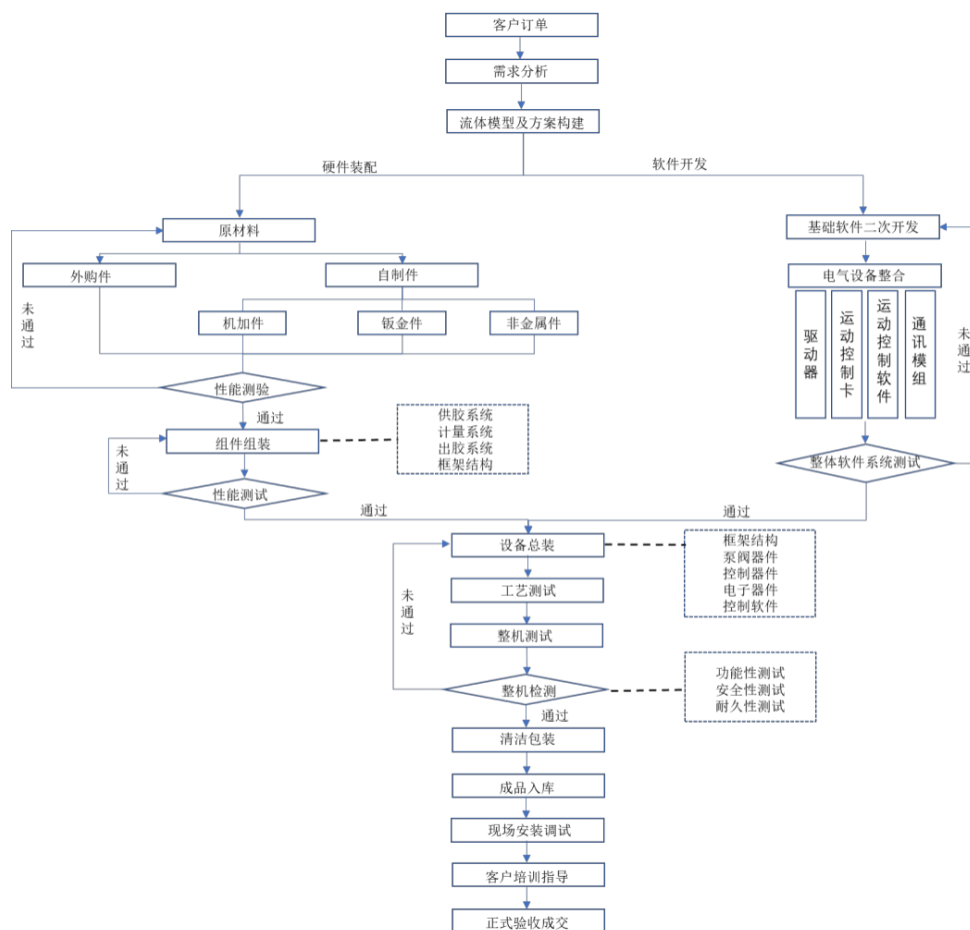 客户订单
需求分析
流体模型及方案构建
硬件装配
软件开发
原材料
外购件
自制件
机加件
钣金件
非金属件
未通过
性能测验
通过
组件组装
供胶系统
计量系统
出胶系统
框架结构
未通过
性能测试
通过
基础软件二次开发
电气设备整合
驱动器
运动控制卡
运动控制软件
通讯模组
未通过
整体软件系统测试
通过
设备总装
框架结构
泵阀器件
控制器件
电子器件
控制软件
工艺测试
未通过
整机测试
整机检测
功能性测试
安全性测试
耐久性测试
通过
清洁包装
成品入库
现场安装调试
客户培训指导
正式验收成交